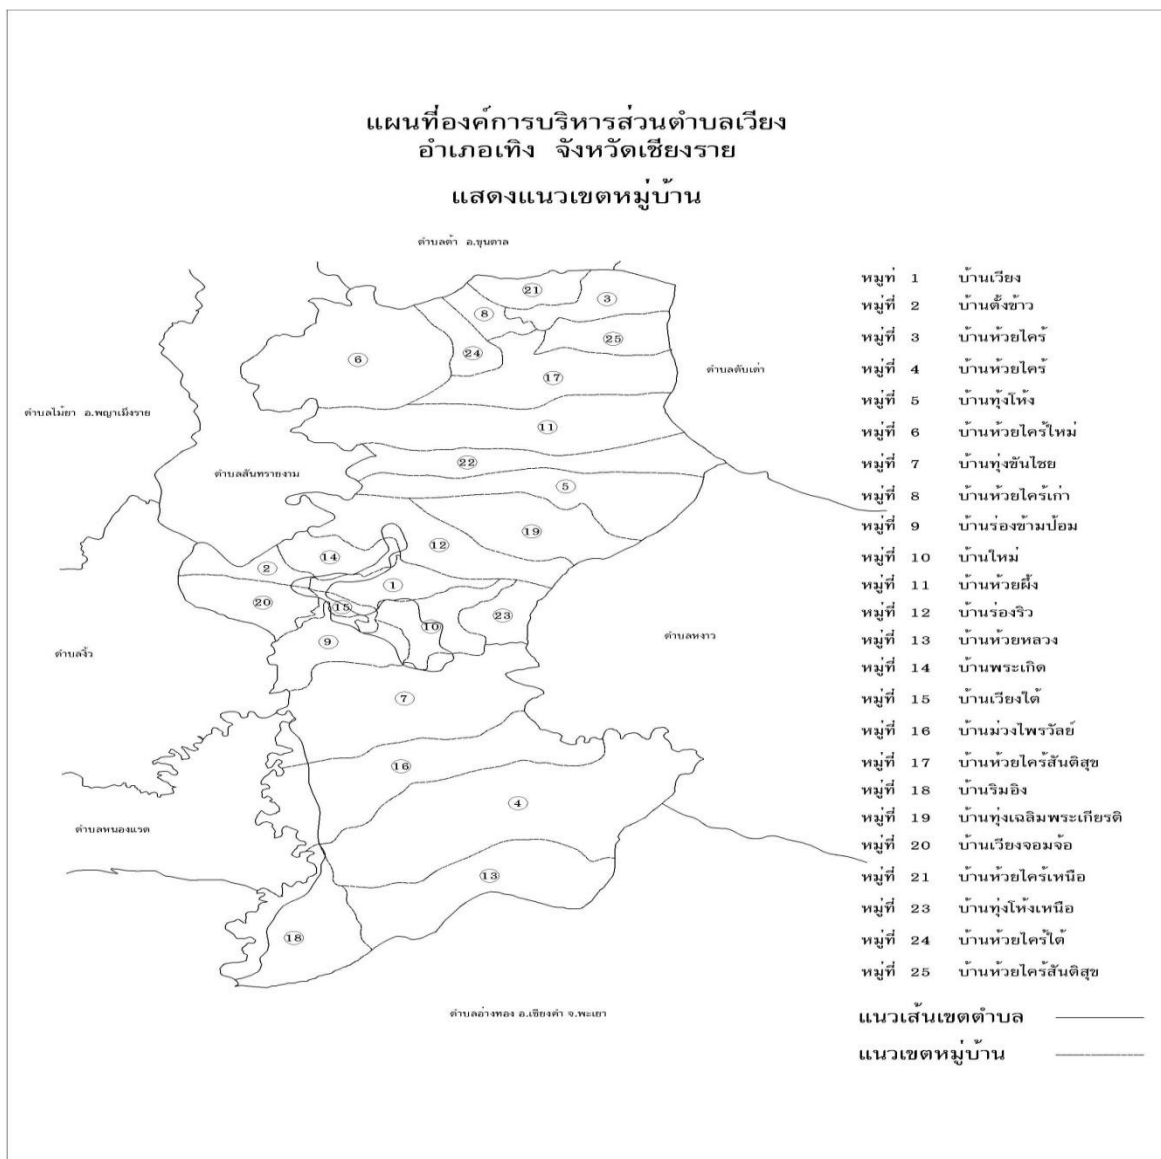 แผนที่องค์การบริหารส่วนตำบลเวียง
อำเภอเทิง จังหวัดเชียงราย
แสดงแนวเขตหมู่บ้าน
ตำบลต้า อ.ขุนตาล
ตำบลตับเต่า
ตำบลไม้ยา อ.พญาเม็งราย
ตำบลสันทรายงาม
ตำบลงิ้ว
ตำบลหงาว
ตำบลหนองแรด
ตำบลอ่างทอง อ.เชียงคำ จ.พะเยา
21
3
8
25
24
6
17
11
22
5
19
12
14
2
1
20
15
23
10
9
7
16
4
13
18
หมู่ที่ 1 บ้านเวียง
หมู่ที่ 2 บ้านตั้งข้าว
หมู่ที่ 3 บ้านห้วยไคร้
หมู่ที่ 4 บ้านห้วยไคร้
หมู่ที่ 5 บ้านทุ้งโห้ง
หมู่ที่ 6 บ้านห้วยไคร้ใหม่
หมู่ที่ 7 บ้านทุ่งขันไชย
หมู่ที่ 8 บ้านห้วยไคร้เก่า
หมู่ที่ 9 บ้านร่องข้ามป้อม
หมู่ที่ 10 บ้านใหม่
หมู่ที่ 11 บ้านห้วยผึ้ง
หมู่ที่ 12 บ้านร่องริว
หมู่ที่ 13 บ้านห้วยหลวง
หมู่ที่ 14 บ้านพระเกิด
หมู่ที่ 15 บ้านเวียงใต้
หมู่ที่ 16 บ้านม่วงไพรวัลย์
หมู่ที่ 17 บ้านห้วยไคร้สันติสุข
หมู่ที่ 18 บ้านริมอิง
หมู่ที่ 19 บ้านทุ่งเฉลิมพระเกียรติ
หมู่ที่ 20 บ้านเวียงจอมจ้อ
หมู่ที่ 21 บ้านห้วยไคร้เหนือ
หมู่ที่ 23 บ้านทุ่งโห้งเหนือ
หมู่ที่ 24 บ้านห้วยไคร้ใต้
หมู่ที่ 25 บ้านห้วยไคร้สันติสุข
แนวเส้นเขตตำบล
แนวเขตหมู่บ้าน